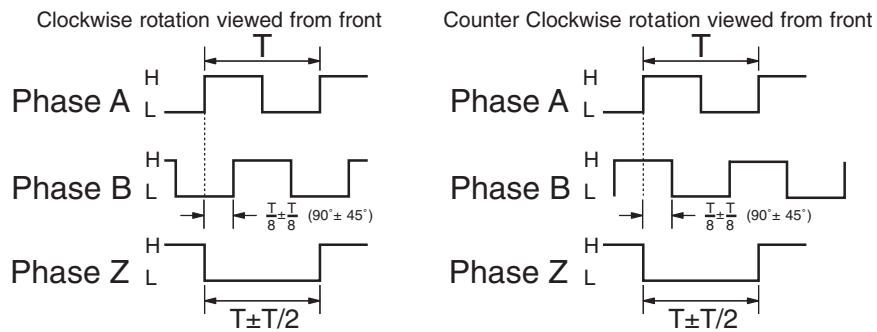 Clockwise rotation viewed from front
T
Phase A H L
Phase B H L
T/8±T/8 (90°± 45°)
Phase Z H L
T±T/2
Counter Clockwise rotation viewed from front
T
Phase A H L
Phase B H L
T/8±T/8 (90°± 45°)
Phase Z H L
T±T/2